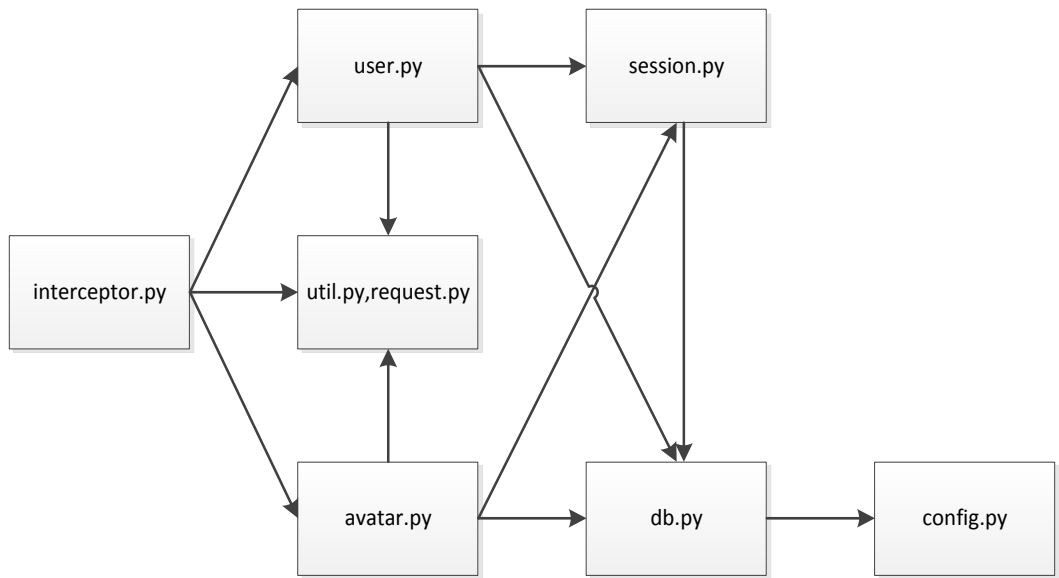 user.py
session.py
interceptor.py
util.py,request.py
avatar.py
db.py
config.py